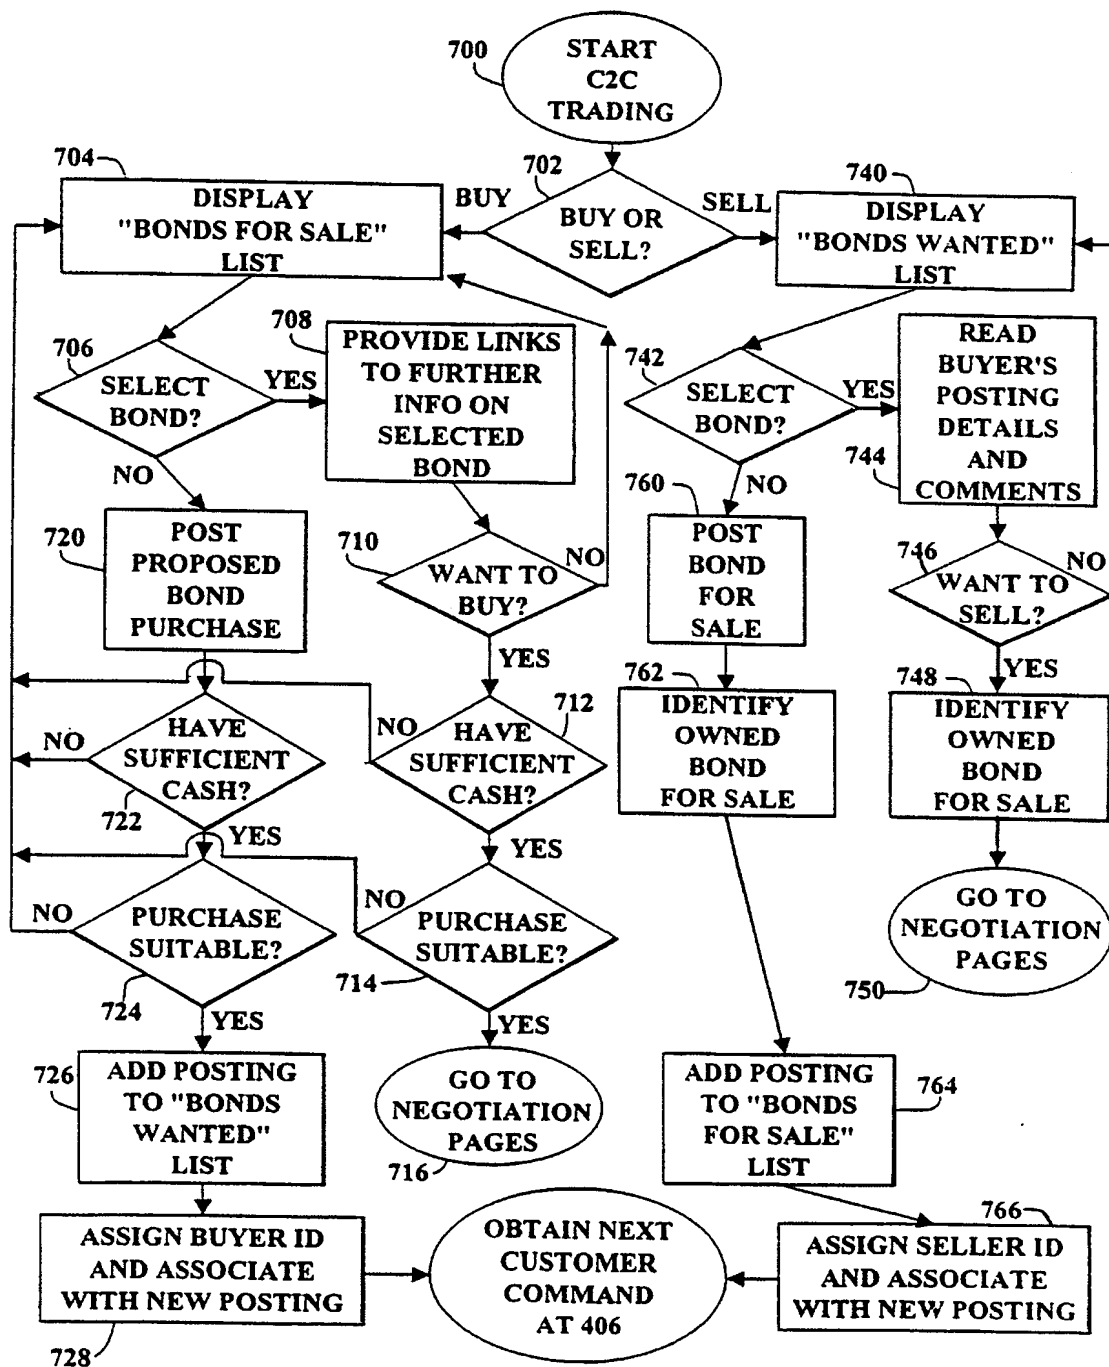 700
START
C2C
TRADING
704
DISPLAY
"BONDS FOR SALE"
LIST
BUY
702
BUY OR
SELL?
SELL
740
DISPLAY
"BONDS WANTED"
LIST
706
SELECT
BOND?
YES
NO
708
PROVIDE LINKS
TO FURTHER
INFO ON
SELECTED
BOND
742
SELECT
BOND?
YES
NO
READ
BUYER'S
POSTING
DETAILS
AND
COMMENTS
744
720
POST
PROPOSED
BOND
PURCHASE
710
WANT TO
BUY?
NO
YES
760
POST
BOND
FOR
SALE
746
WANT TO
SELL?
NO
YES
722
HAVE
SUFFICIENT
CASH?
NO
YES
712
HAVE
SUFFICIENT
CASH?
NO
YES
762
IDENTIFY
OWNED
BOND
FOR SALE
748
IDENTIFY
OWNED
BOND
FOR SALE
724
PURCHASE
SUITABLE?
NO
YES
714
PURCHASE
SUITABLE?
NO
YES
GO TO
NEGOTIATION
PAGES
750
726
ADD POSTING
TO "BONDS
WANTED"
LIST
GO TO
NEGOTIATION
PAGES
716
ADD POSTING
TO "BONDS
FOR SALE"
LIST
764
ASSIGN BUYER ID
AND ASSOCIATE
WITH NEW POSTING
728
OBTAIN NEXT
CUSTOMER
COMMAND
AT 406
766
ASSIGN SELLER ID
AND ASSOCIATE
WITH NEW POSTING